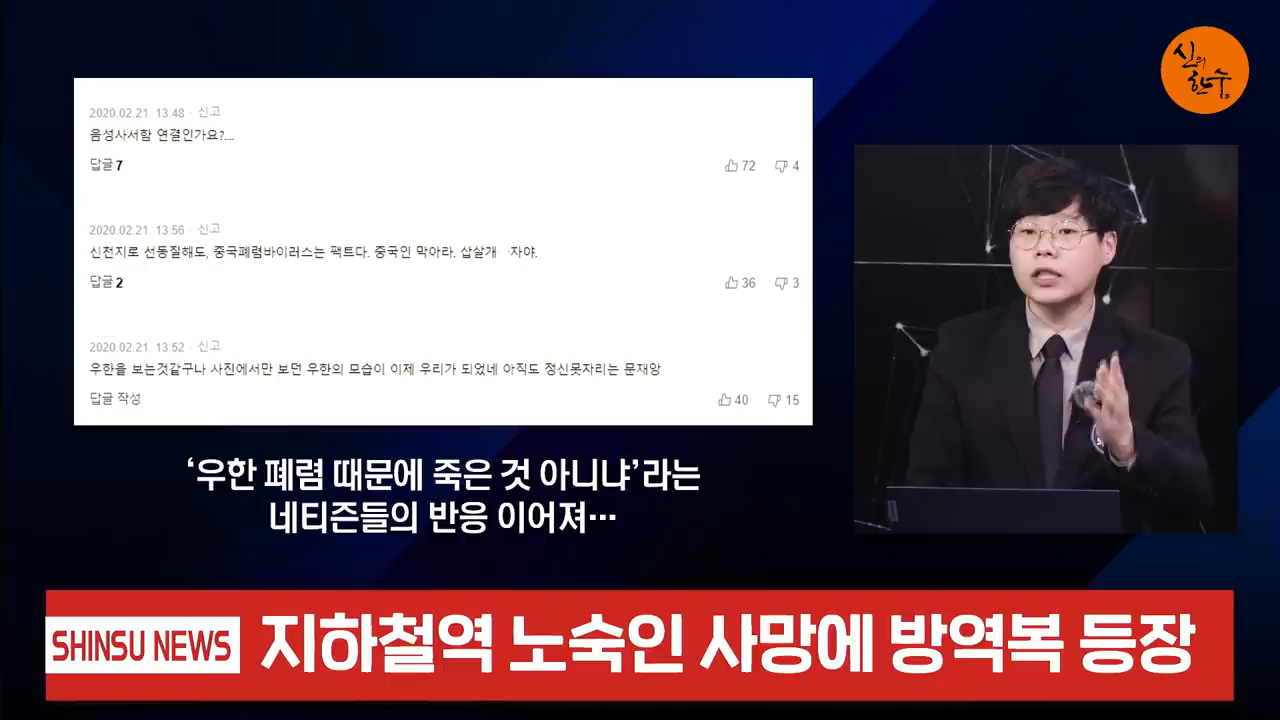 신의
한수
2020.02.21. 13:48 · 신고
음성사서함 연결인가요?....
답글 7
72 4
2020.02.21. 13:56 · 신고
신천지로 선동질해도, 중국폐렴바이러스는 팩트다. 중국인 막아라. 삽살개 자야.
답글 2
36 3
2020.02.21. 13:52 · 신고
우한을 보는것같구나 사진에서만 보던 우한의 모습이 이제 우리가 되었네 아직도 정신못자리는 문재앙
답글 작성
40 15
‘우한 폐렴 때문에 죽은 것 아니냐’라는
네티즌들의 반응 이어져…
SHINSU NEWS
지하철역 노숙인 사망에 방역복 등장